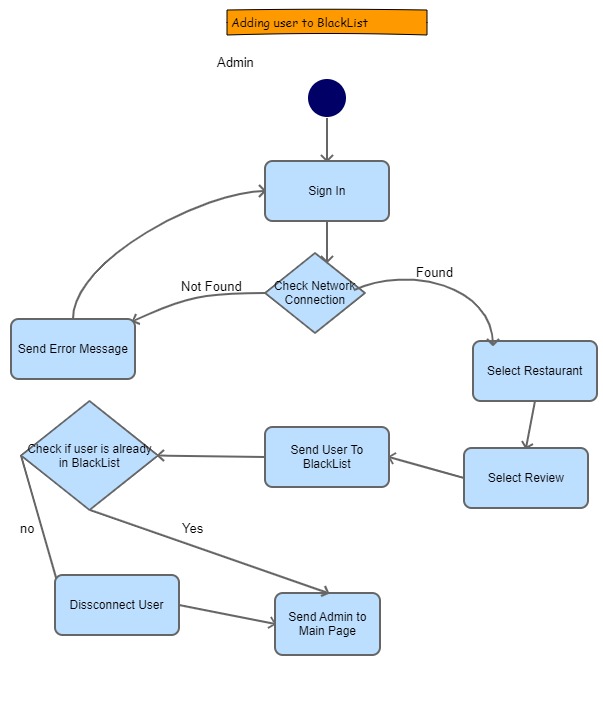 Adding user to BlackList
Admin
Sign In
Check Network
Connection
Not Found
Found
Send Error Message
Select Restaurant
Check if user is already
in BlackList
Send User To
BlackList
Select Review
no
Yes
Dissconnect User
Send Admin to
Main Page